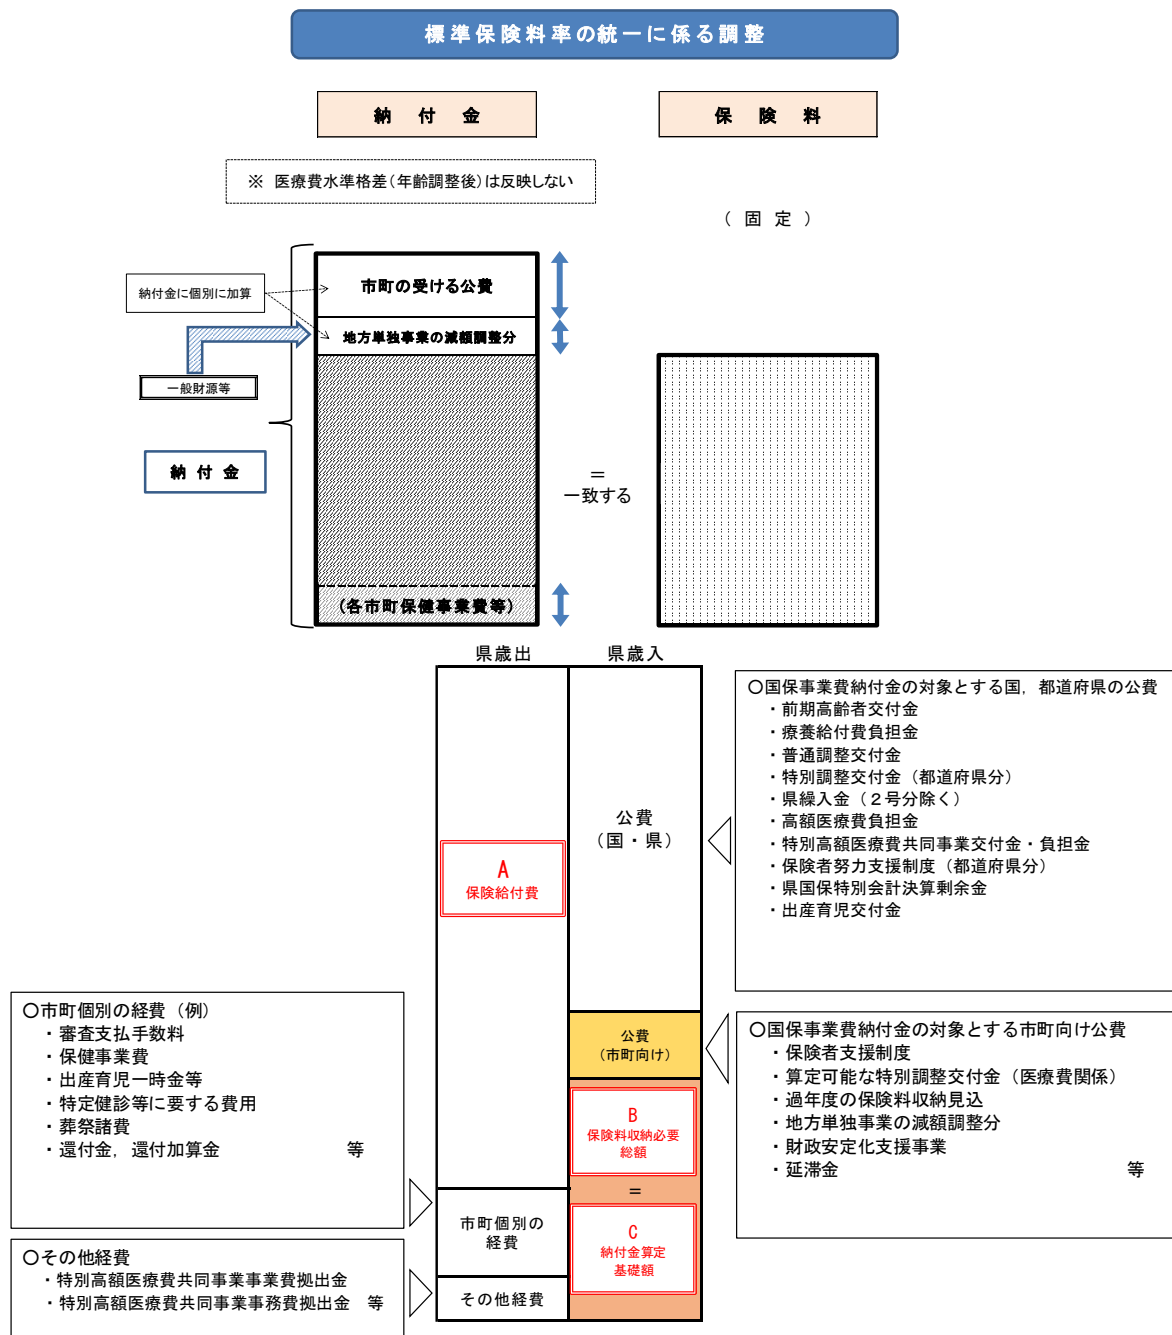 標準保険料率の統一に係る調整
納　付　金
保　険　料
※　医療費水準格差(年齢調整後)は反映しない
（　固　定　）
市町の受ける公費
納付金に個別に加算
地方単独事業の減額調整分
一般財源等
納 付 金
＝
一致する
(各市町保健事業費等)
県歳出
県歳入
〇国保事業費納付金の対象とする国，都道府県の公費
・前期高齢者交付金
・療養給付費負担金
・普通調整交付金
・特別調整交付金（都道府県分）
・県繰入金（２号分除く）
・高額医療費負担金
・特別高額医療費共同事業交付金・負担金
・保険者努力支援制度（都道府県分）
・県国保特別会計決算剰余金
・出産育児交付金
公費
（国・県）
A
保険給付費
〇市町個別の経費（例）
・審査支払手数料
・保健事業費
・出産育児一時金等
・特定健診等に要する費用
・葬祭諸費
・還付金，還付加算金　　　　　　等
公費
（市町向け）
〇国保事業費納付金の対象とする市町向け公費
・保険者支援制度
・算定可能な特別調整交付金（医療費関係）
・過年度の保険料収納見込
・地方単独事業の減額調整分
・財政安定化支援事業
・延滞金　　　　　　　　　　　　　等
B
保険料収納必要
総額
＝
市町個別の
経費
C
納付金算定
基礎額
〇その他経費
・特別高額医療費共同事業事業費拠出金
・特別高額医療費共同事業事務費拠出金　等
その他経費